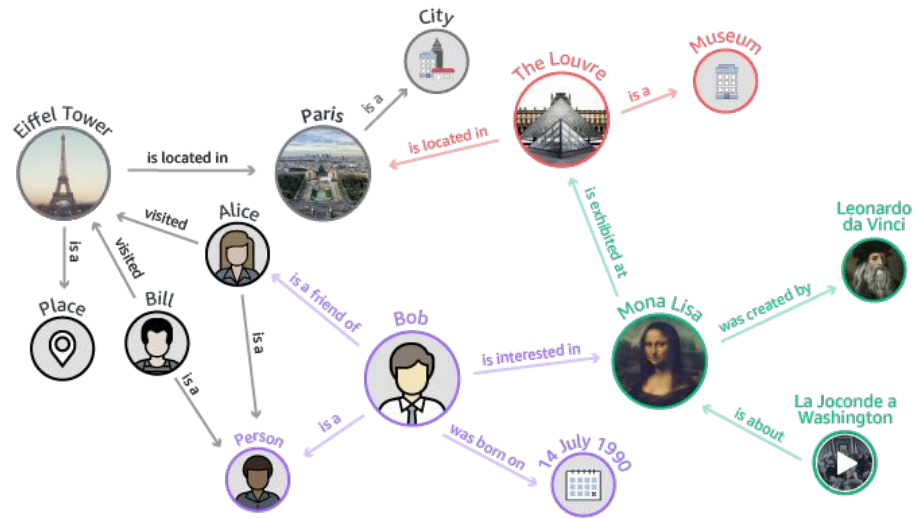 City
Museum
The Louvre
is a
is a
Eiffel Tower
Paris
is located in
is located in
visited
Alice
is exhibited at
Leonardo
da Vinci
is a
visited
Place
Bill
is a friend of
Bob
Mona Lisa
was created by
is a
is interested in
is a
La Joconde a
Washington
is about
Person
is a
was born on
14 July 1990